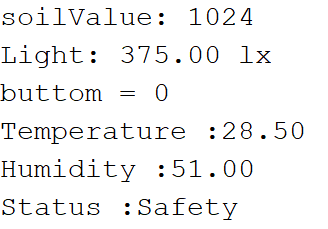 soilValue: 1024
Light: 375.00 lx
buttom = 0
Temperature :28.50
Humidity :51.00
Status :Safety